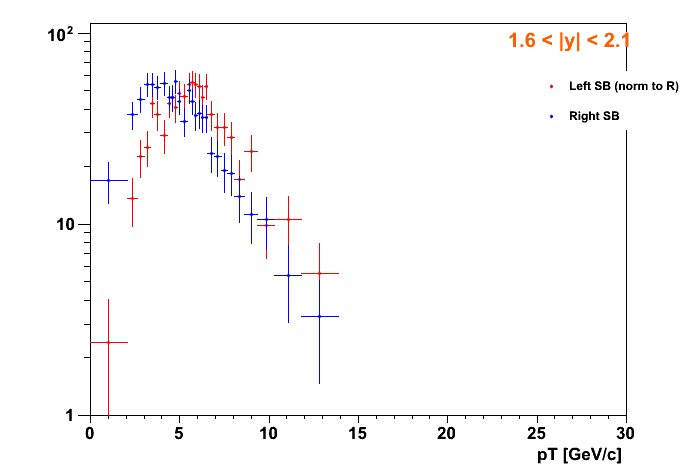 10²
1.6 < |y| < 2.1
Left SB (norm to R)
Right SB
10
1
0 5 10 15 20 25 30
pT [GeV/c]